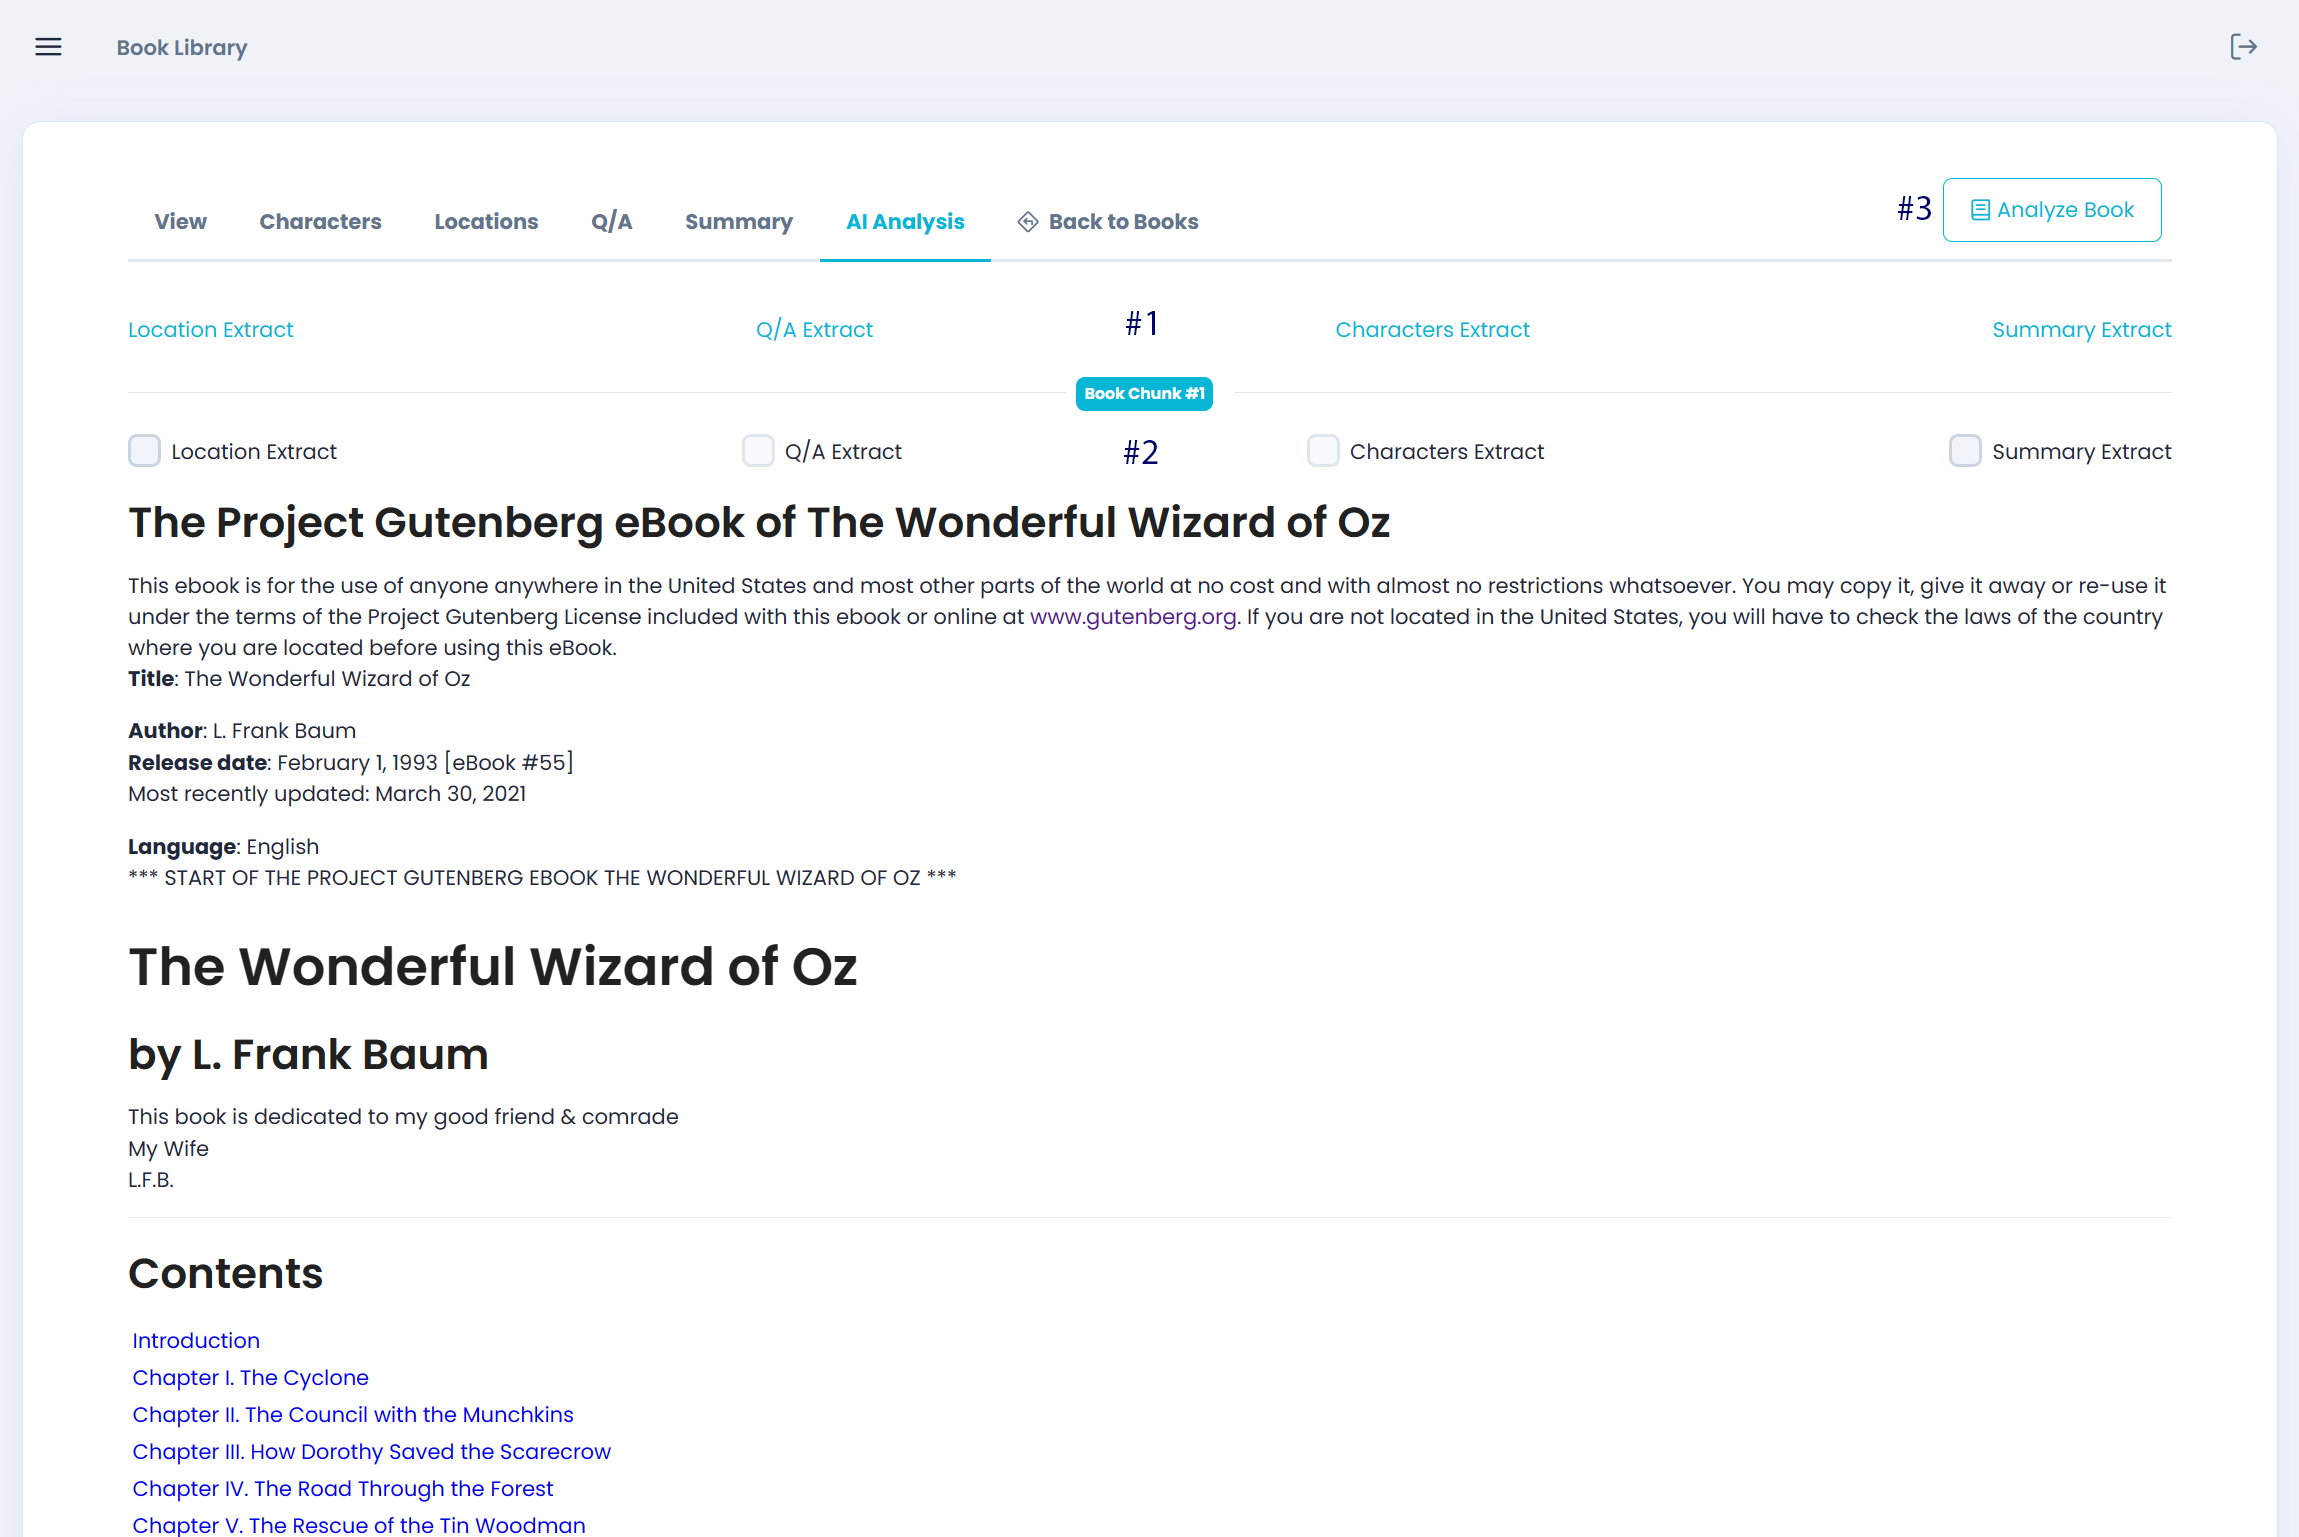 Book Library
View Characters Locations Q/A Summary AI Analysis Back to Books #3 Analyze Book
Location Extract Q/A Extract #1 Characters Extract Summary Extract
Book Chunk #1
Location Extract Q/A Extract #2 Characters Extract Summary Extract
The Project Gutenberg eBook of The Wonderful Wizard of Oz
This ebook is for the use of anyone anywhere in the United States and most other parts of the world at no cost and with almost no restrictions whatsoever. You may copy it, give it away or re-use it
under the terms of the Project Gutenberg License included with this ebook or online at www.gutenberg.org. If you are not located in the United States, you will have to check the laws of the country
where you are located before using this eBook.
Title: The Wonderful Wizard of Oz
Author: L. Frank Baum
Release date: February 1, 1993 [eBook #55]
Most recently updated: March 30, 2021
Language: English
*** START OF THE PROJECT GUTENBERG EBOOK THE WONDERFUL WIZARD OF OZ ***
The Wonderful Wizard of Oz
by L. Frank Baum
This book is dedicated to my good friend & comrade
My Wife
L.F.B.
Contents
Introduction
Chapter I. The Cyclone
Chapter II. The Council with the Munchkins
Chapter III. How Dorothy Saved the Scarecrow
Chapter IV. The Road Through the Forest
Chapter V. The Rescue of the Tin Woodman